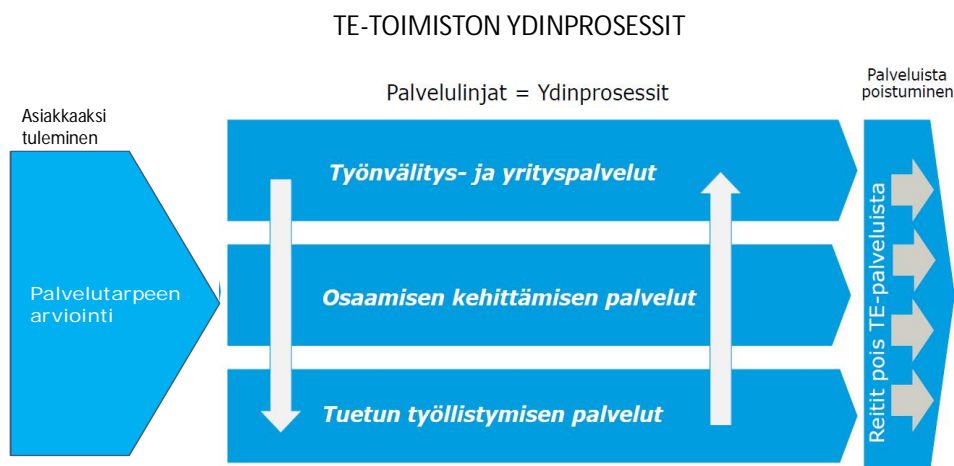 TE-TOIMISTON YDINPROSESSIT
Palveluista
poistuminen
Palvelulinjat = Ydinprosessit
Asiakkaaksi
tuleminen
Työnvälitys- ja yrityspalvelut
Palvelutarpeen
arviointi
Osaamisen kehittämisen palvelut
Tuetun työllistymisen palvelut
Reitit pois TE-palveluista